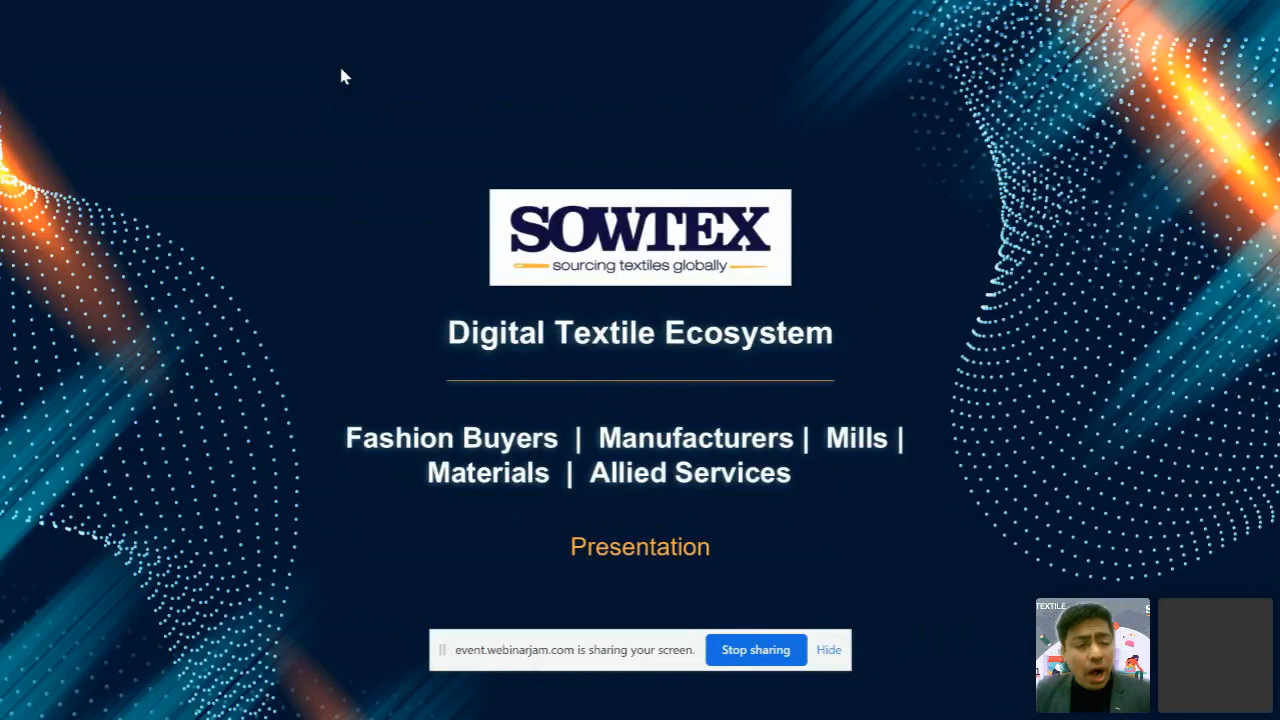 SOWTEX
sourcing textiles globally
Digital Textile Ecosystem
Fashion Buyers | Manufacturers | Mills |
Materials | Allied Services
Presentation
event.webinarjam.com is sharing your screen. Stop sharing Hide
TEXTILE S